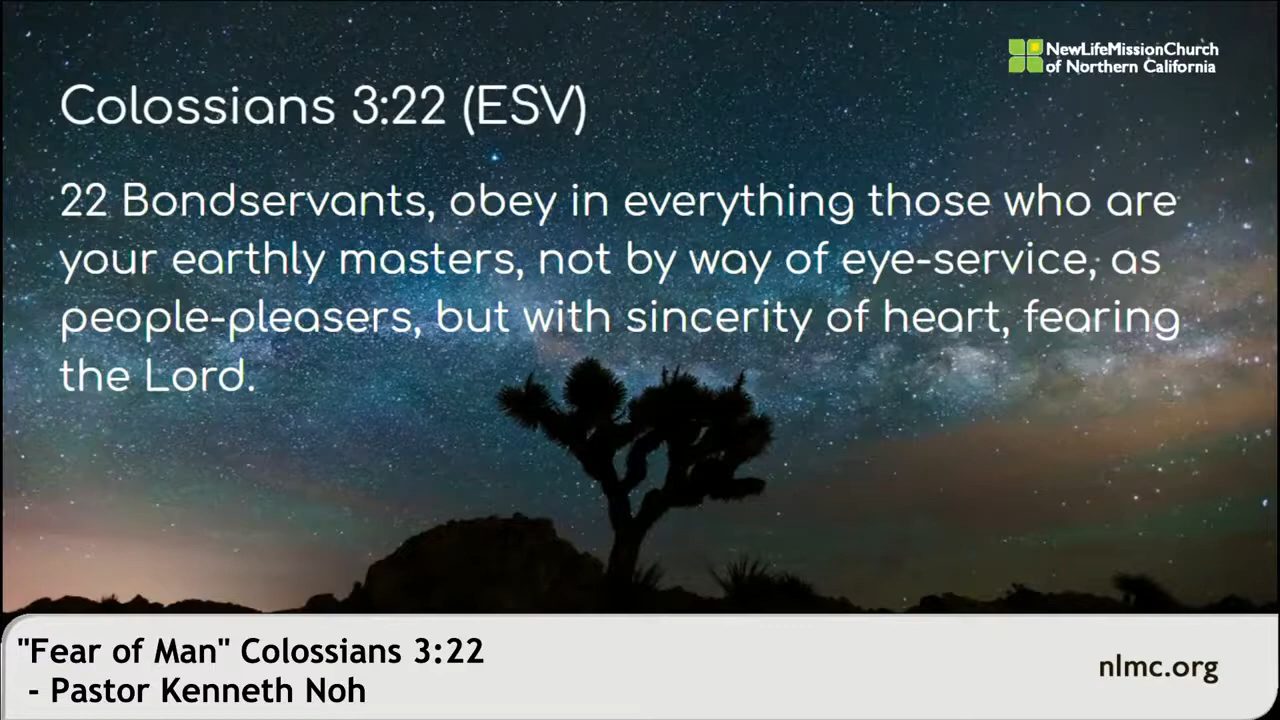 NewLifeMissionChurch
of Northern California
Colossians 3:22 (ESV)
22 Bondservants, obey in everything those who are
your earthly masters, not by way of eye-service, as
people-pleasers, but with sincerity of heart, fearing
the Lord.
"Fear of Man" Colossians 3:22
- Pastor Kenneth Noh
nlmc.org